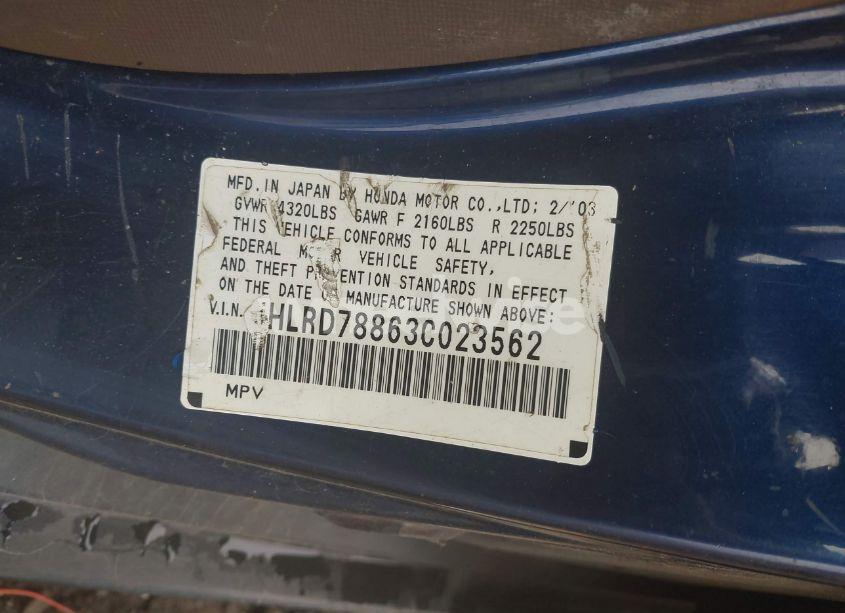 MFD. IN JAPAN BY HONDA MOTOR CO.,LTD; 2/'03
GVWR 4320LBS GAWR F 2160LBS R 2250LBS
THIS VEHICLE CONFORMS TO ALL APPLICABLE
FEDERAL VEHICLE SAFETY,
AND THEFT PREVENTION STANDARDS IN EFFECT
ON THE DATE OF MANUFACTURE SHOWN ABOVE:
V.I.N. HLRD78863C023562
MPV